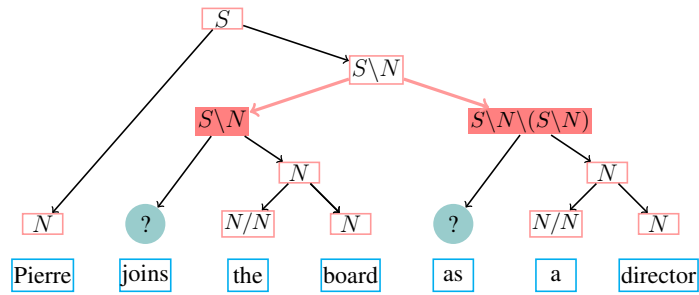 S
S\N
S\N S\N\(S\N)
N N
N ? N/N N ? N/N N
Pierre joins the board as a director